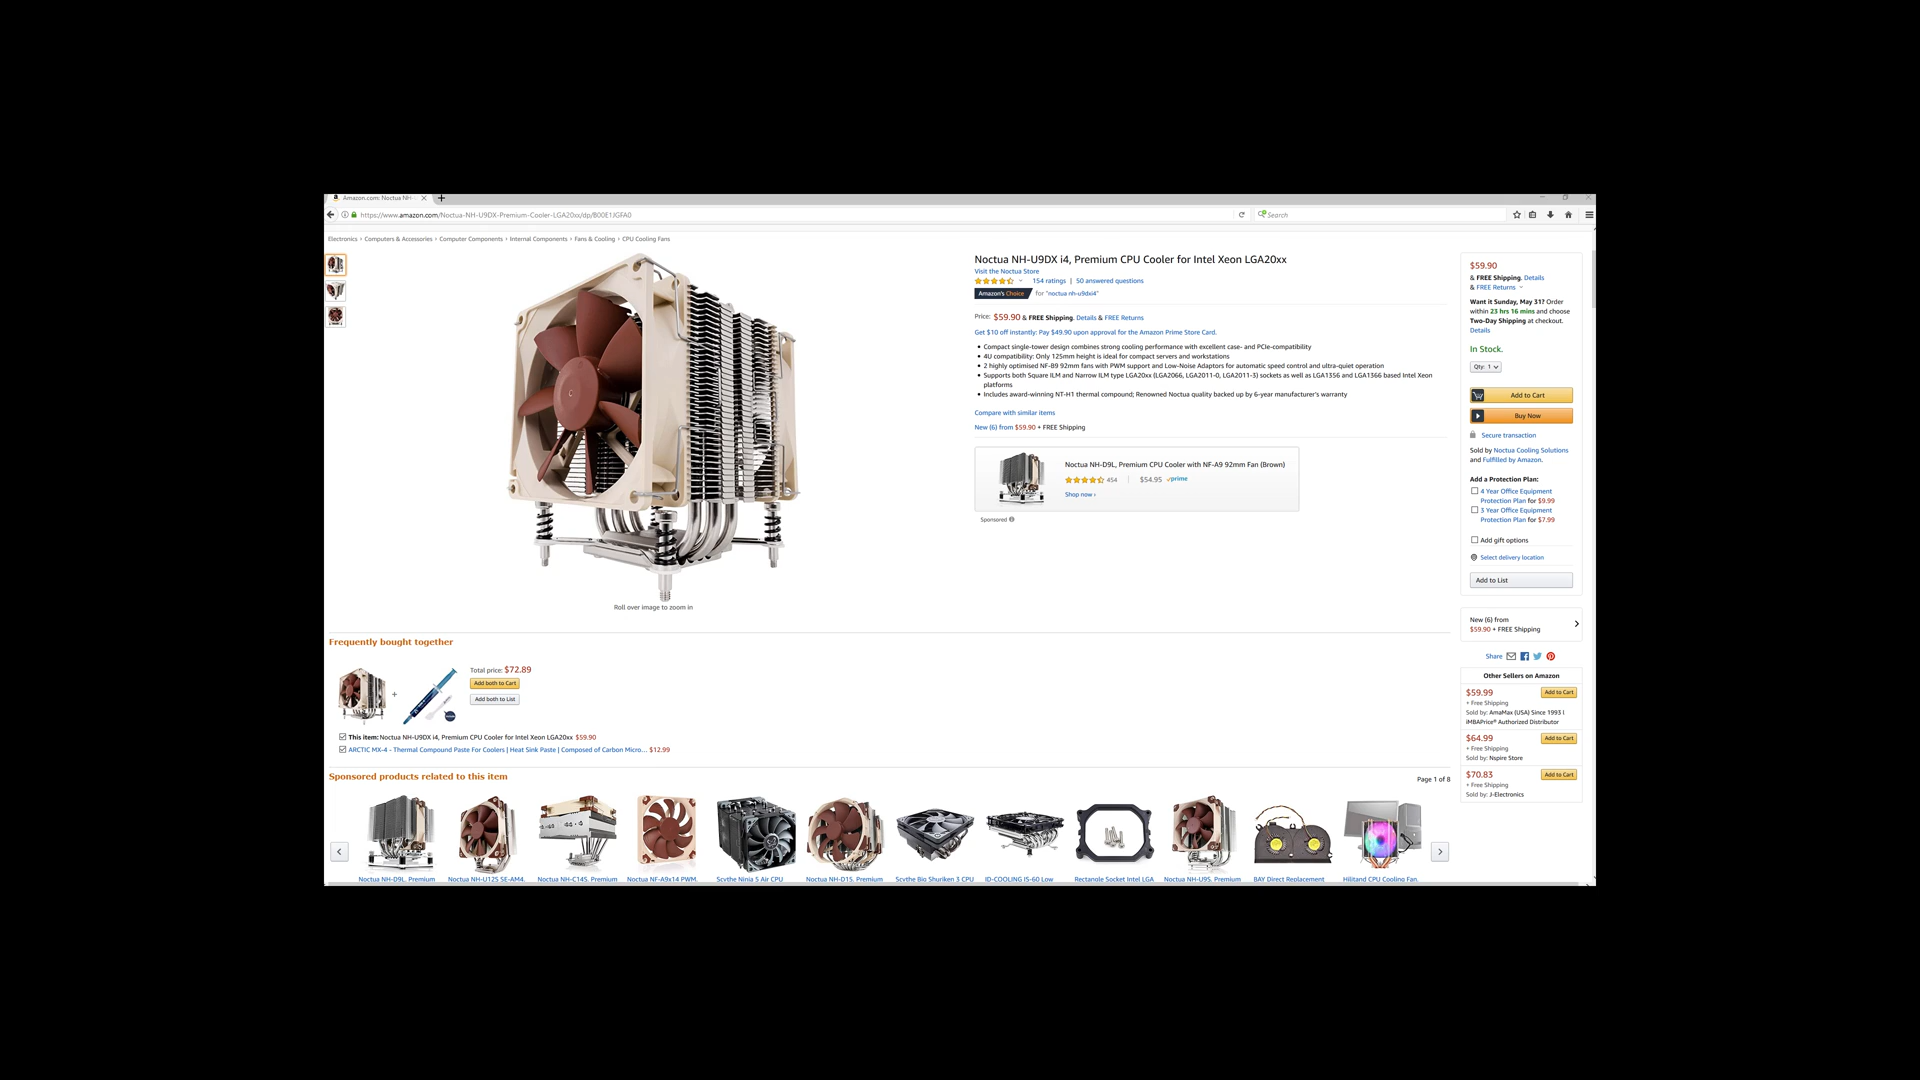 Amazon.com: Noctua NH-
https://www.amazon.com/Noctua-NH-U9DX-Premium-Cooler-LGA20xx/dp/B00E1JGFA0
Search
Electronics › Computers & Accessories › Computer Components › Internal Components › Fans & Cooling › CPU Cooling Fans
Roll over image to zoom in
Noctua NH-U9DX i4, Premium CPU Cooler for Intel Xeon LGA20xx
Visit the Noctua Store
154 ratings | 50 answered questions
Amazon's Choice for "noctua nh-u9dxi4"
Price: $59.90 & FREE Shipping. Details & FREE Returns
Get $10 off instantly: Pay $49.90 upon approval for the Amazon Prime Store Card.
• Compact single-tower design combines strong cooling performance with excellent case- and PCIe-compatibility
• 4U compatibility: Only 125mm height is ideal for compact servers and workstations
• 2 highly optimised NF-B9 92mm fans with PWM support and Low-Noise Adaptors for automatic speed control and ultra-quiet operation
• Supports both Square ILM and Narrow ILM type LGA20xx (LGA2066, LGA2011-0, LGA2011-3) sockets as well as LGA1356 and LGA1366 based Intel Xeon
platforms
• Includes award-winning NT-H1 thermal compound; Renowned Noctua quality backed up by 6-year manufacturer's warranty
Compare with similar items
New (6) from $59.90 + FREE Shipping
Noctua NH-D9L, Premium CPU Cooler with NF-A9 92mm Fan (Brown)
454 | $54.95 prime
Shop now ›
Sponsored
$59.90
& FREE Shipping. Details
& FREE Returns
Want it Sunday, May 31? Order
within 23 hrs 16 mins and choose
Two-Day Shipping at checkout.
Details
In Stock.
Qty: 1
Add to Cart
Buy Now
Secure transaction
Sold by Noctua Cooling Solutions
and Fulfilled by Amazon.
Add a Protection Plan:
4 Year Office Equipment
Protection Plan for $9.99
3 Year Office Equipment
Protection Plan for $7.99
Add gift options
Select delivery location
Add to List
New (6) from
$59.90 + FREE Shipping
Share
Other Sellers on Amazon
$59.99
Add to Cart
+ Free Shipping
Sold by: AmaMax (USA) Since 1993 l
iMBAPrice® Authorized Distributor
$64.99
Add to Cart
+ Free Shipping
Sold by: Nspire Store
$70.83
Add to Cart
+ Free Shipping
Sold by: J-Electronics
Frequently bought together
+
Total price: $72.89
Add both to Cart
Add both to List
This item: Noctua NH-U9DX i4, Premium CPU Cooler for Intel Xeon LGA20xx $59.90
ARCTIC MX-4 - Thermal Compound Paste For Coolers | Heat Sink Paste | Composed of Carbon Micro… $12.99
Sponsored products related to this item
Page 1 of 8
Noctua NH-D9L, Premium
Noctua NH-U12S SE-AM4,
Noctua NH-C14S, Premium
Noctua NF-A9x14 PWM,
Scythe Ninja 5 Air CPU
Noctua NH-D15, Premium
Scythe Big Shuriken 3 CPU
ID-COOLING IS-60 Low
Rectangle Socket Intel LGA
Noctua NH-U9S, Premium
BAY Direct Replacement
Hilitand CPU Cooling Fan,